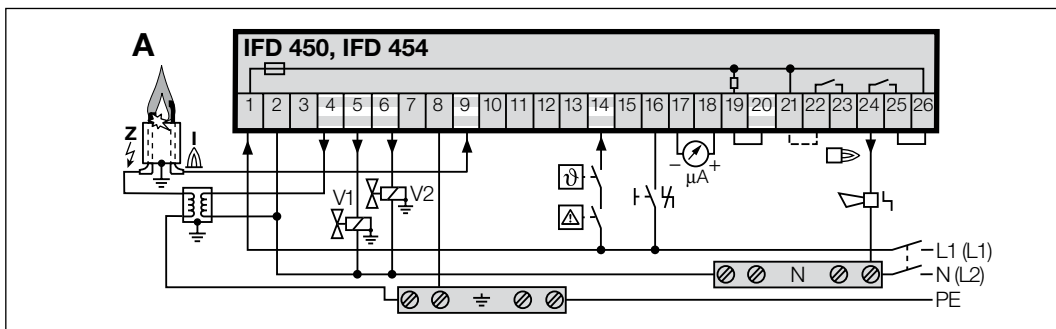 A
IFD 450, IFD 454
1 2 3 4 5 6 7 8 9 10 11 12 13 14 15 16 17 18 19 20 21 22 23 24 25 26
Z
I
V1
V2
ϑ
− +
µA
L1 (L1)
N
N (L2)
PE